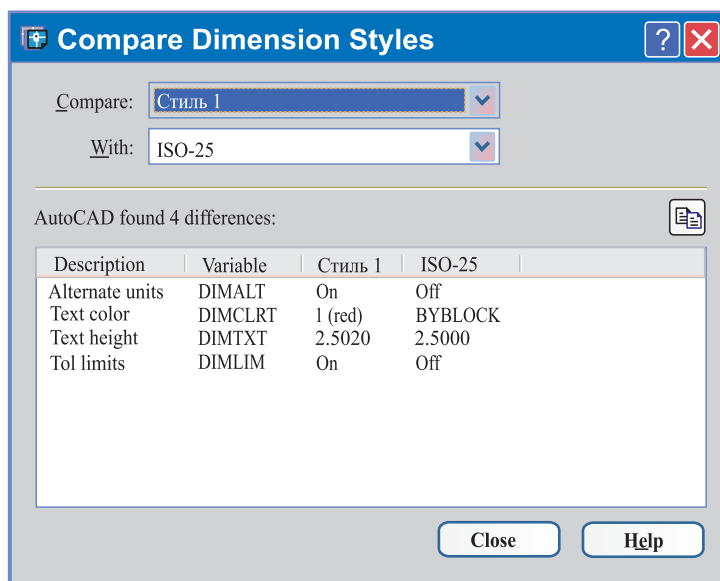 Compare Dimension Styles ?
Compare: Стиль 1
With: ISO-25
AutoCAD found 4 differences:
Description Variable Стиль 1 ISO-25
Alternate units DIMALT On Off
Text color DIMCLRT 1 (red) BYBLOCK
Text height DIMTXT 2.5020 2.5000
Tol limits DIMLIM On Off
Close Help